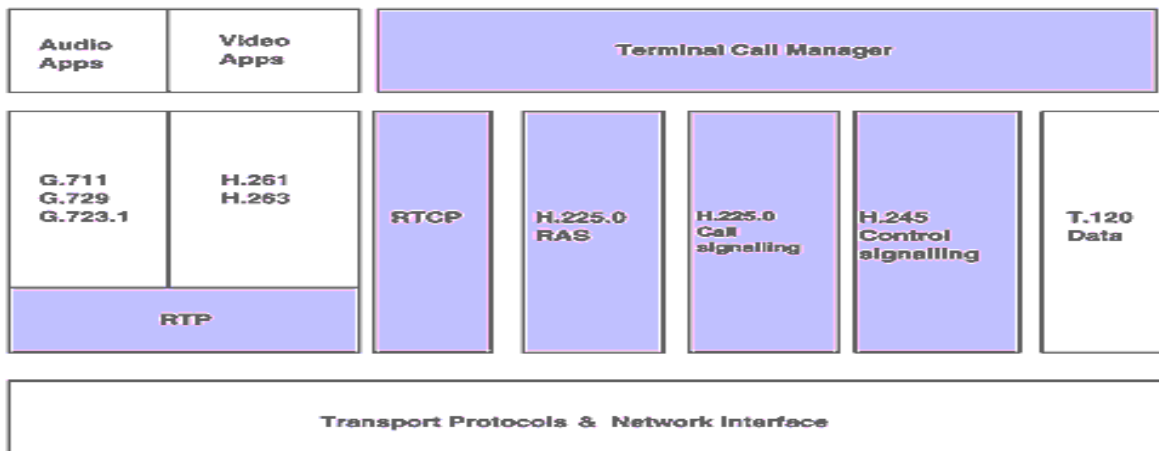 Audio
Apps
Video
Apps
Terminal Call Manager
G.711
G.729
G.723.1
H.261
H.263
RTCP
H.225.0
RAS
H.225.0
Call
signalling
H.245
Control
signalling
T.120
Data
RTP
Transport Protocols & Network Interface